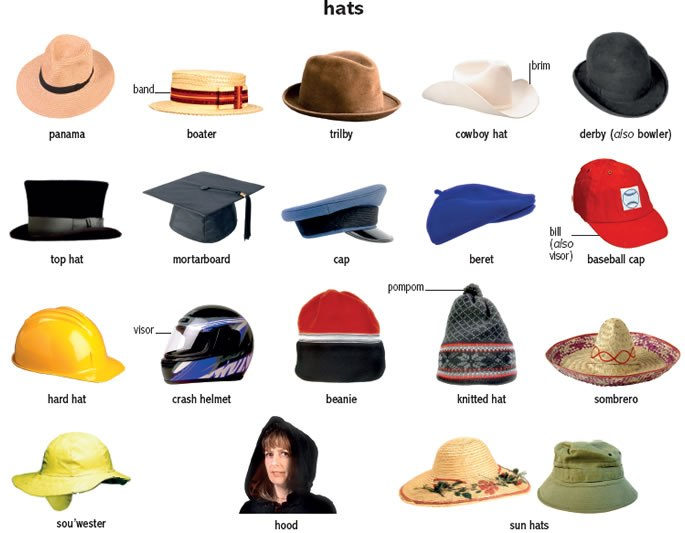 hats
band
brim
panama
boater
trilby
cowboy hat
derby (also bowler)
bill
(also
visor)
top hat
mortarboard
cap
beret
baseball cap
pompom
visor
hard hat
crash helmet
beanie
knitted hat
sombrero
sou'wester
hood
sun hats